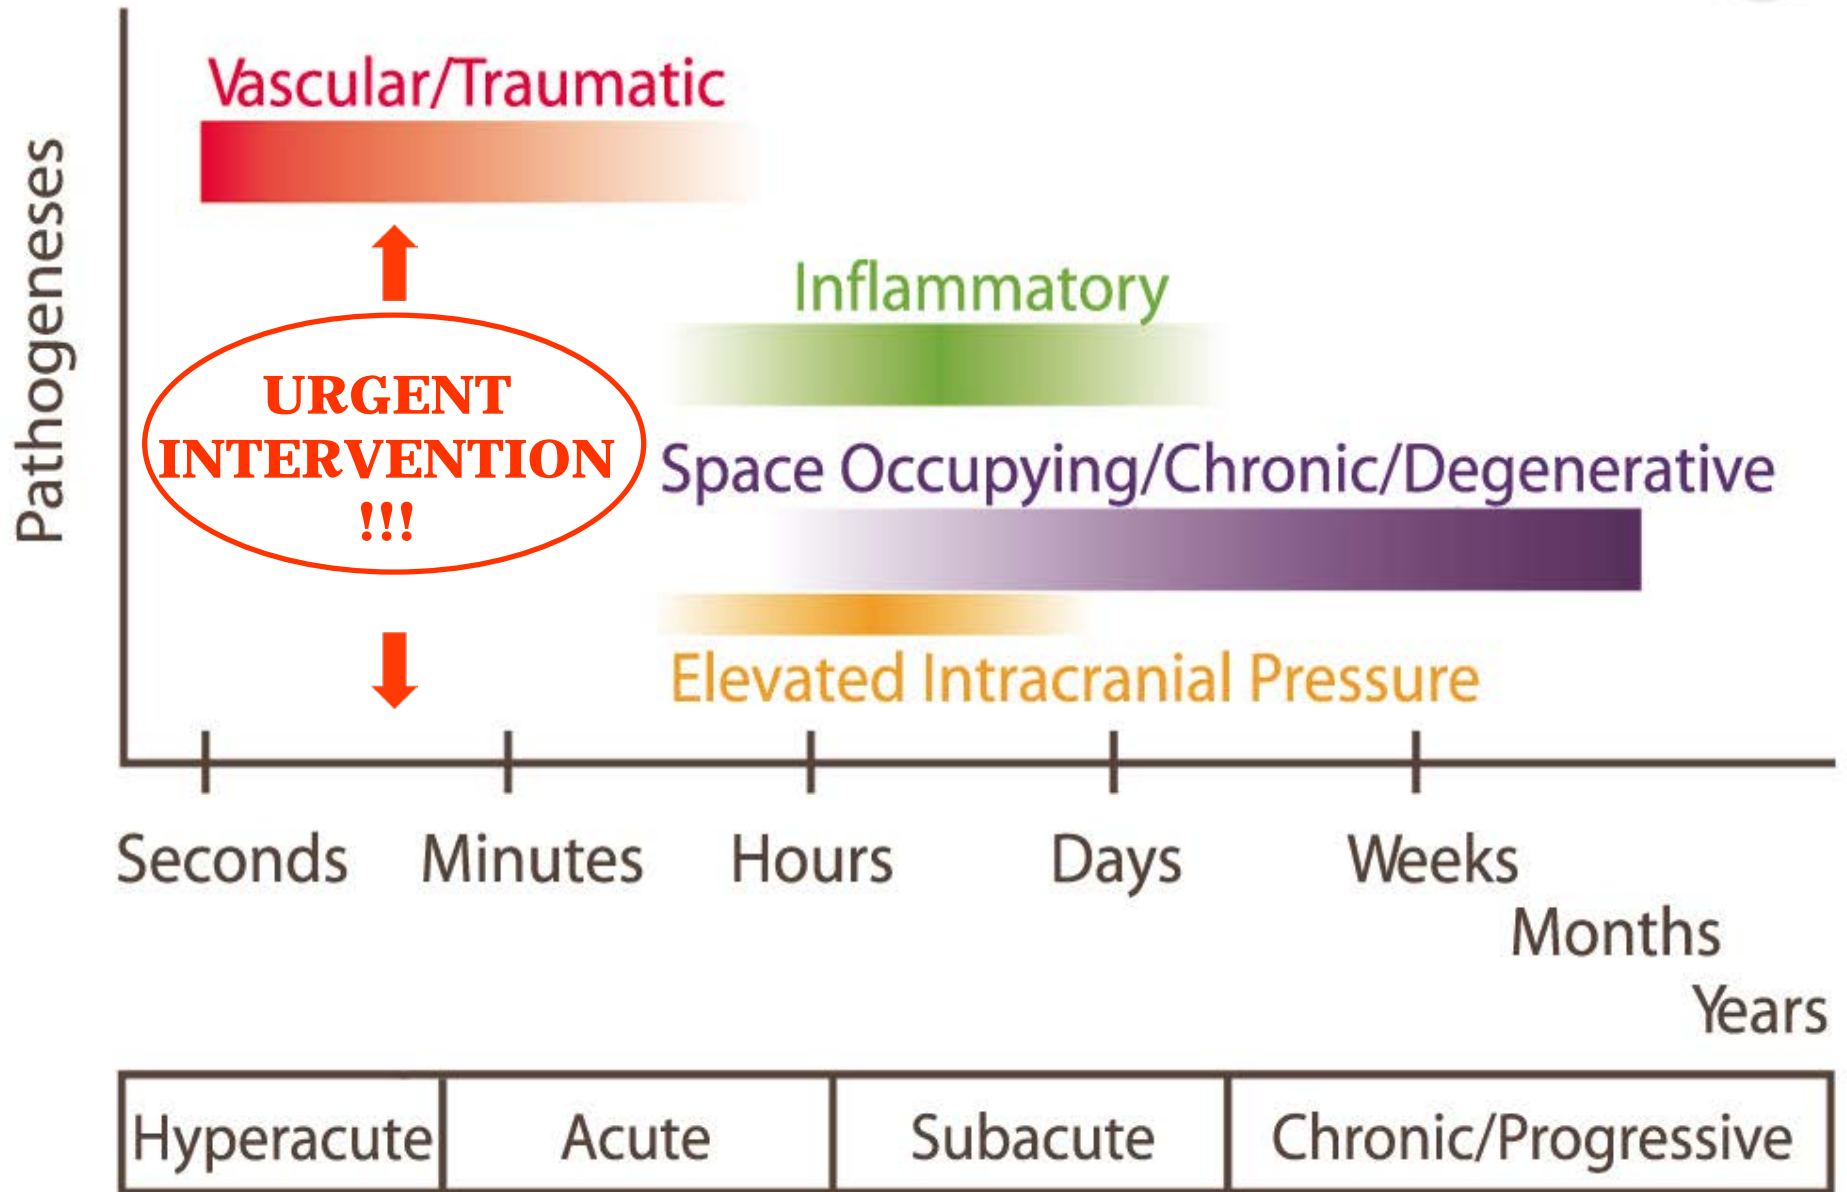 Pathogeneses
Vascular/Traumatic
Inflammatory
URGENT
INTERVENTION
!!!
Space Occupying/Chronic/Degenerative
Elevated Intracranial Pressure
Seconds Minutes Hours Days Weeks
Months
Years
Hyperacute Acute Subacute Chronic/Progressive